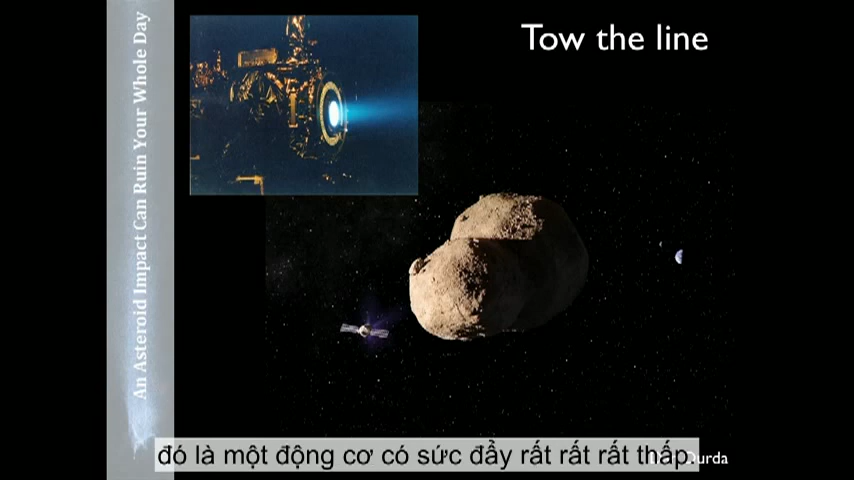 Tow the line
An Asteroid Impact Can Ruin Your Whole Day
đó là một động cơ có sức đẩy rất rất rất thấp.
Durda